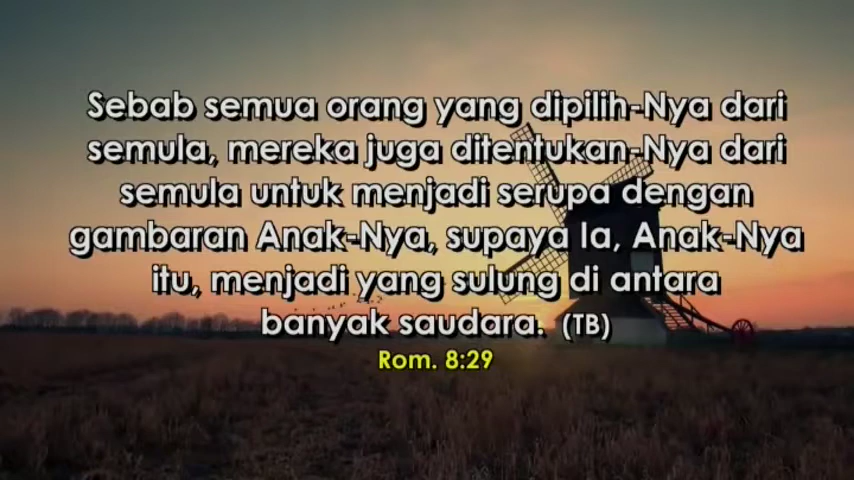 Sebab semua orang yang dipilih-Nya dari
semula, mereka juga ditentukan-Nya dari
semula untuk menjadi serupa dengan
gambaran Anak-Nya, supaya Ia, Anak-Nya
itu, menjadi yang sulung di antara
banyak saudara. (TB)
Rom. 8:29